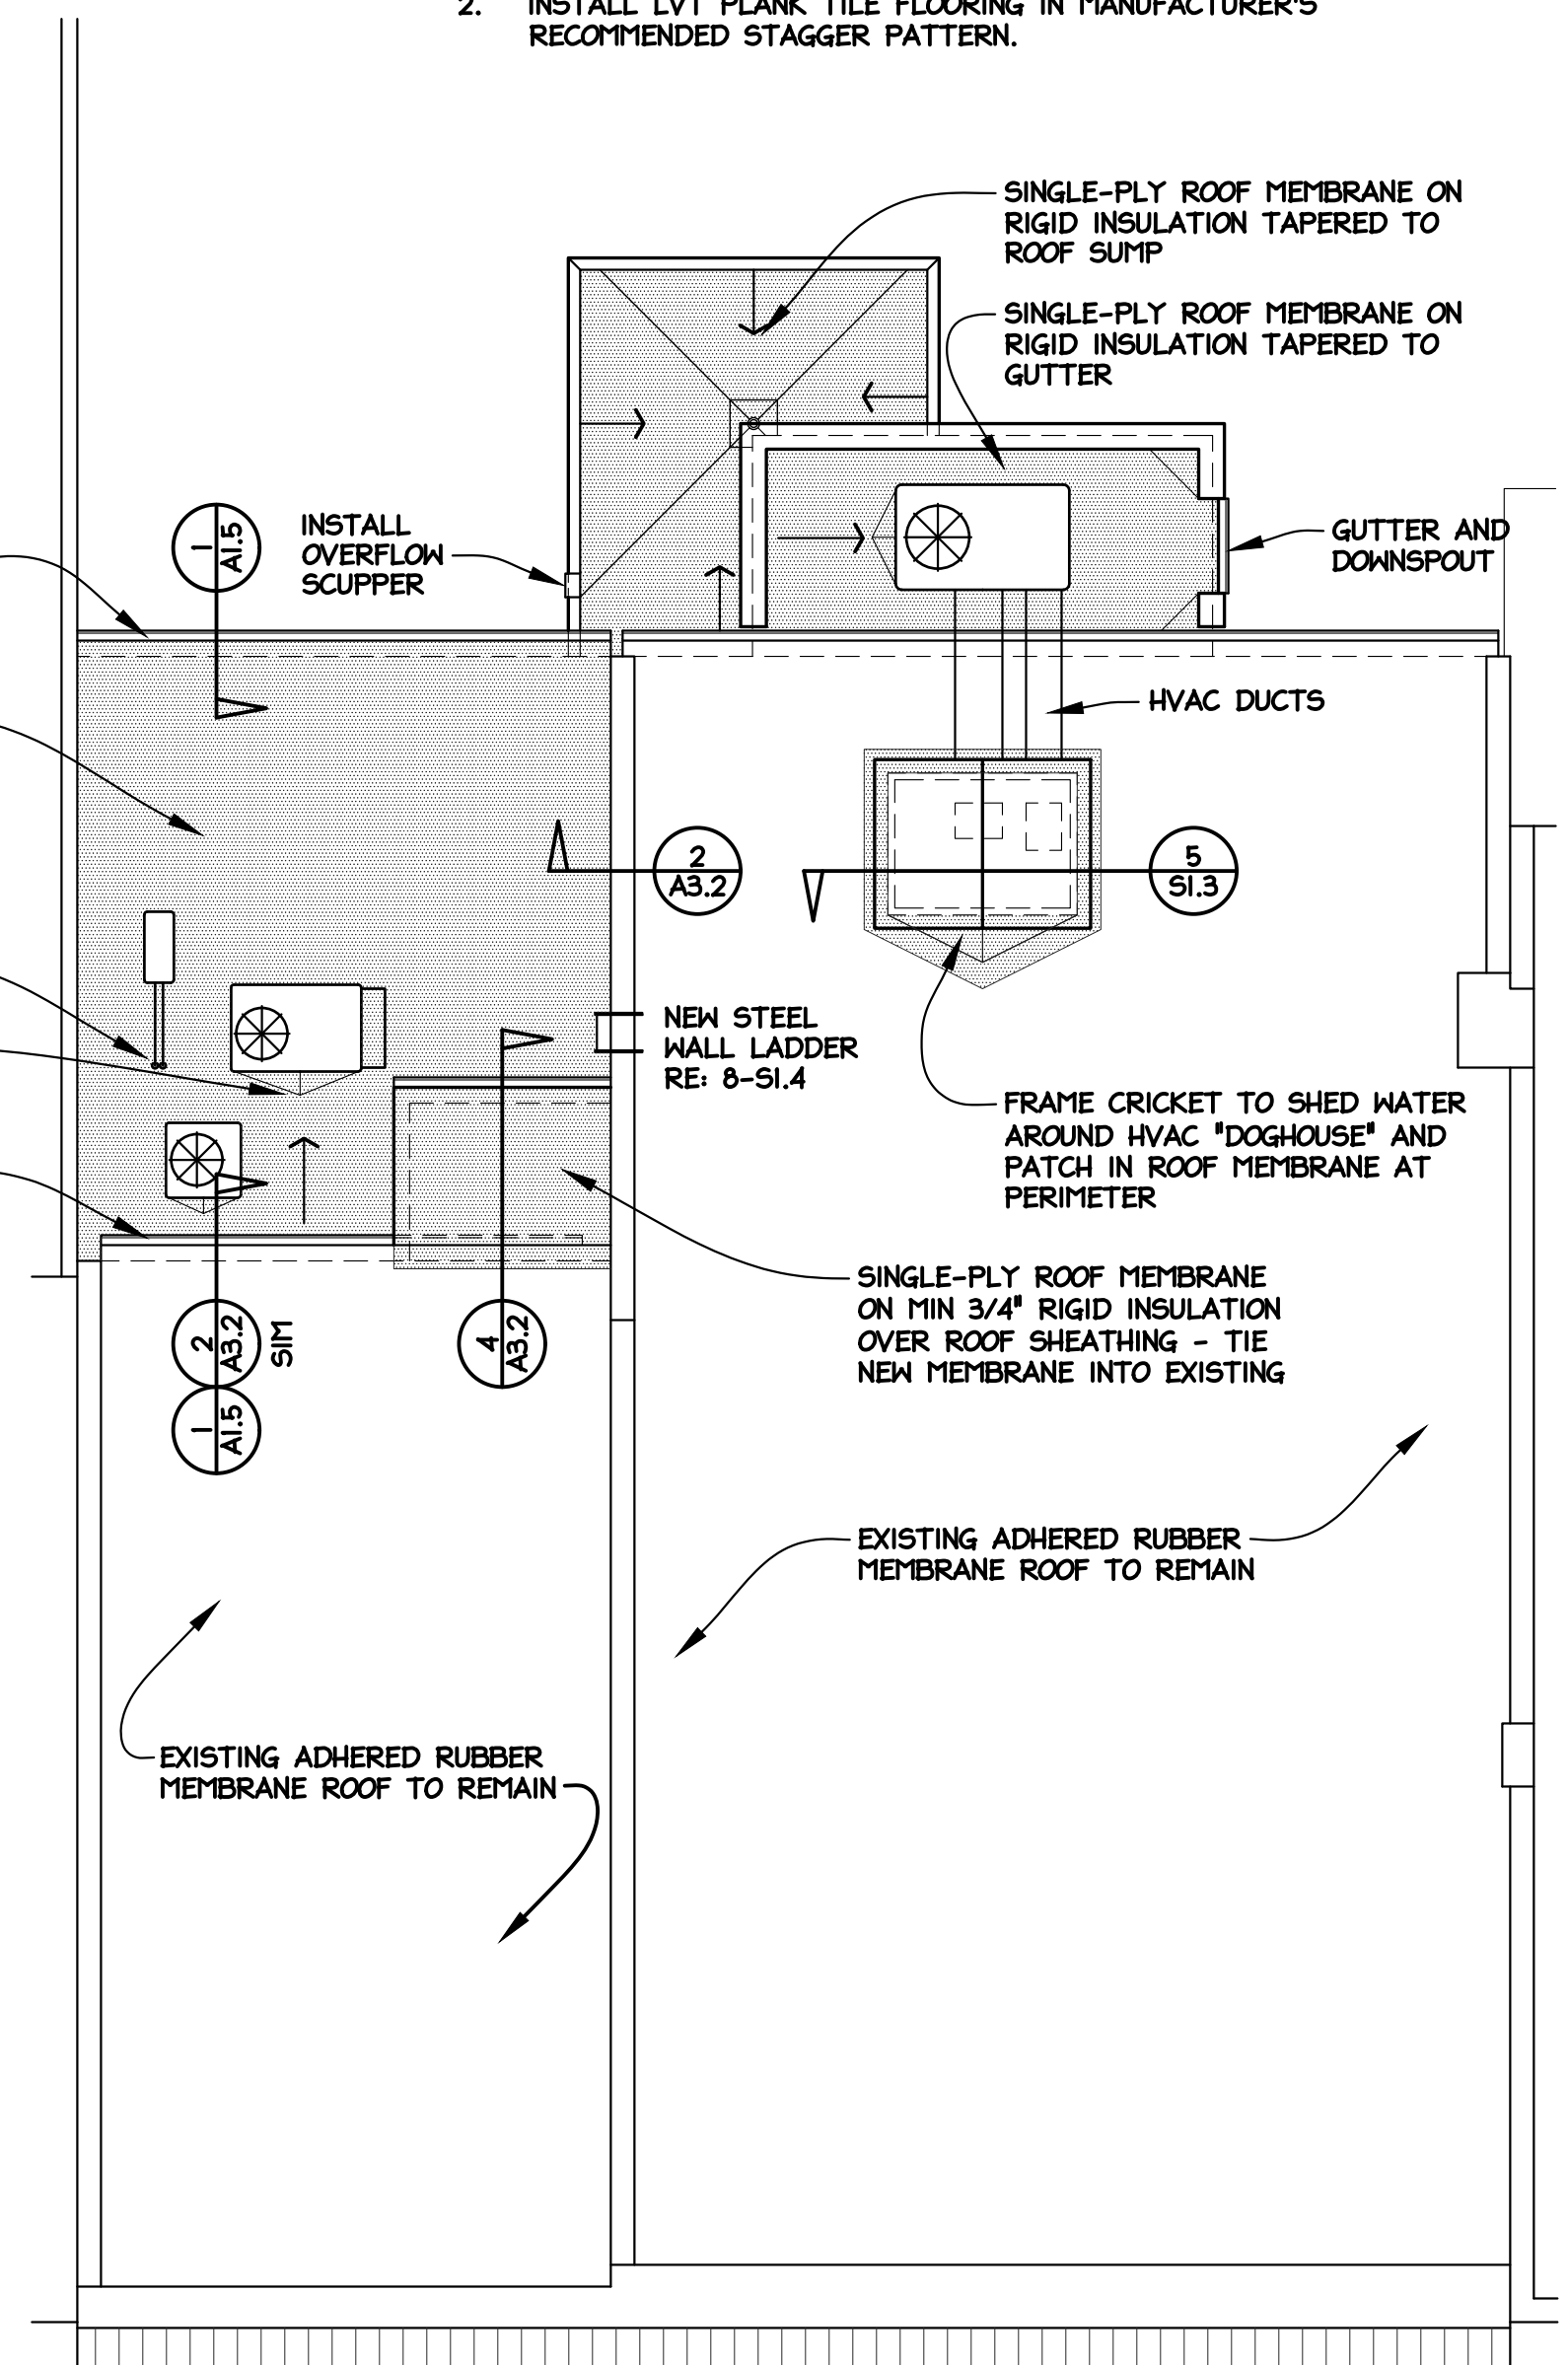 2. INSTALL LVT PLANK TILE FLOORING IN MANUFACTURER'S
RECOMMENDED STAGGER PATTERN.
SINGLE-PLY ROOF MEMBRANE ON
RIGID INSULATION TAPERED TO
ROOF SUMP
SINGLE-PLY ROOF MEMBRANE ON
RIGID INSULATION TAPERED TO
GUTTER
1
A1.5
INSTALL
OVERFLOW
SCUPPER
GUTTER AND
DOWNSPOUT
HVAC DUCTS
2
A3.2
5
S1.3
NEW STEEL
WALL LADDER
RE: 8-S1.4
FRAME CRICKET TO SHED WATER
AROUND HVAC "DOGHOUSE" AND
PATCH IN ROOF MEMBRANE AT
PERIMETER
SINGLE-PLY ROOF MEMBRANE
ON MIN 3/4" RIGID INSULATION
OVER ROOF SHEATHING - TIE
NEW MEMBRANE INTO EXISTING
2
A3.2
SIM
4
A3.2
1
A1.5
EXISTING ADHERED RUBBER
MEMBRANE ROOF TO REMAIN
EXISTING ADHERED RUBBER
MEMBRANE ROOF TO REMAIN